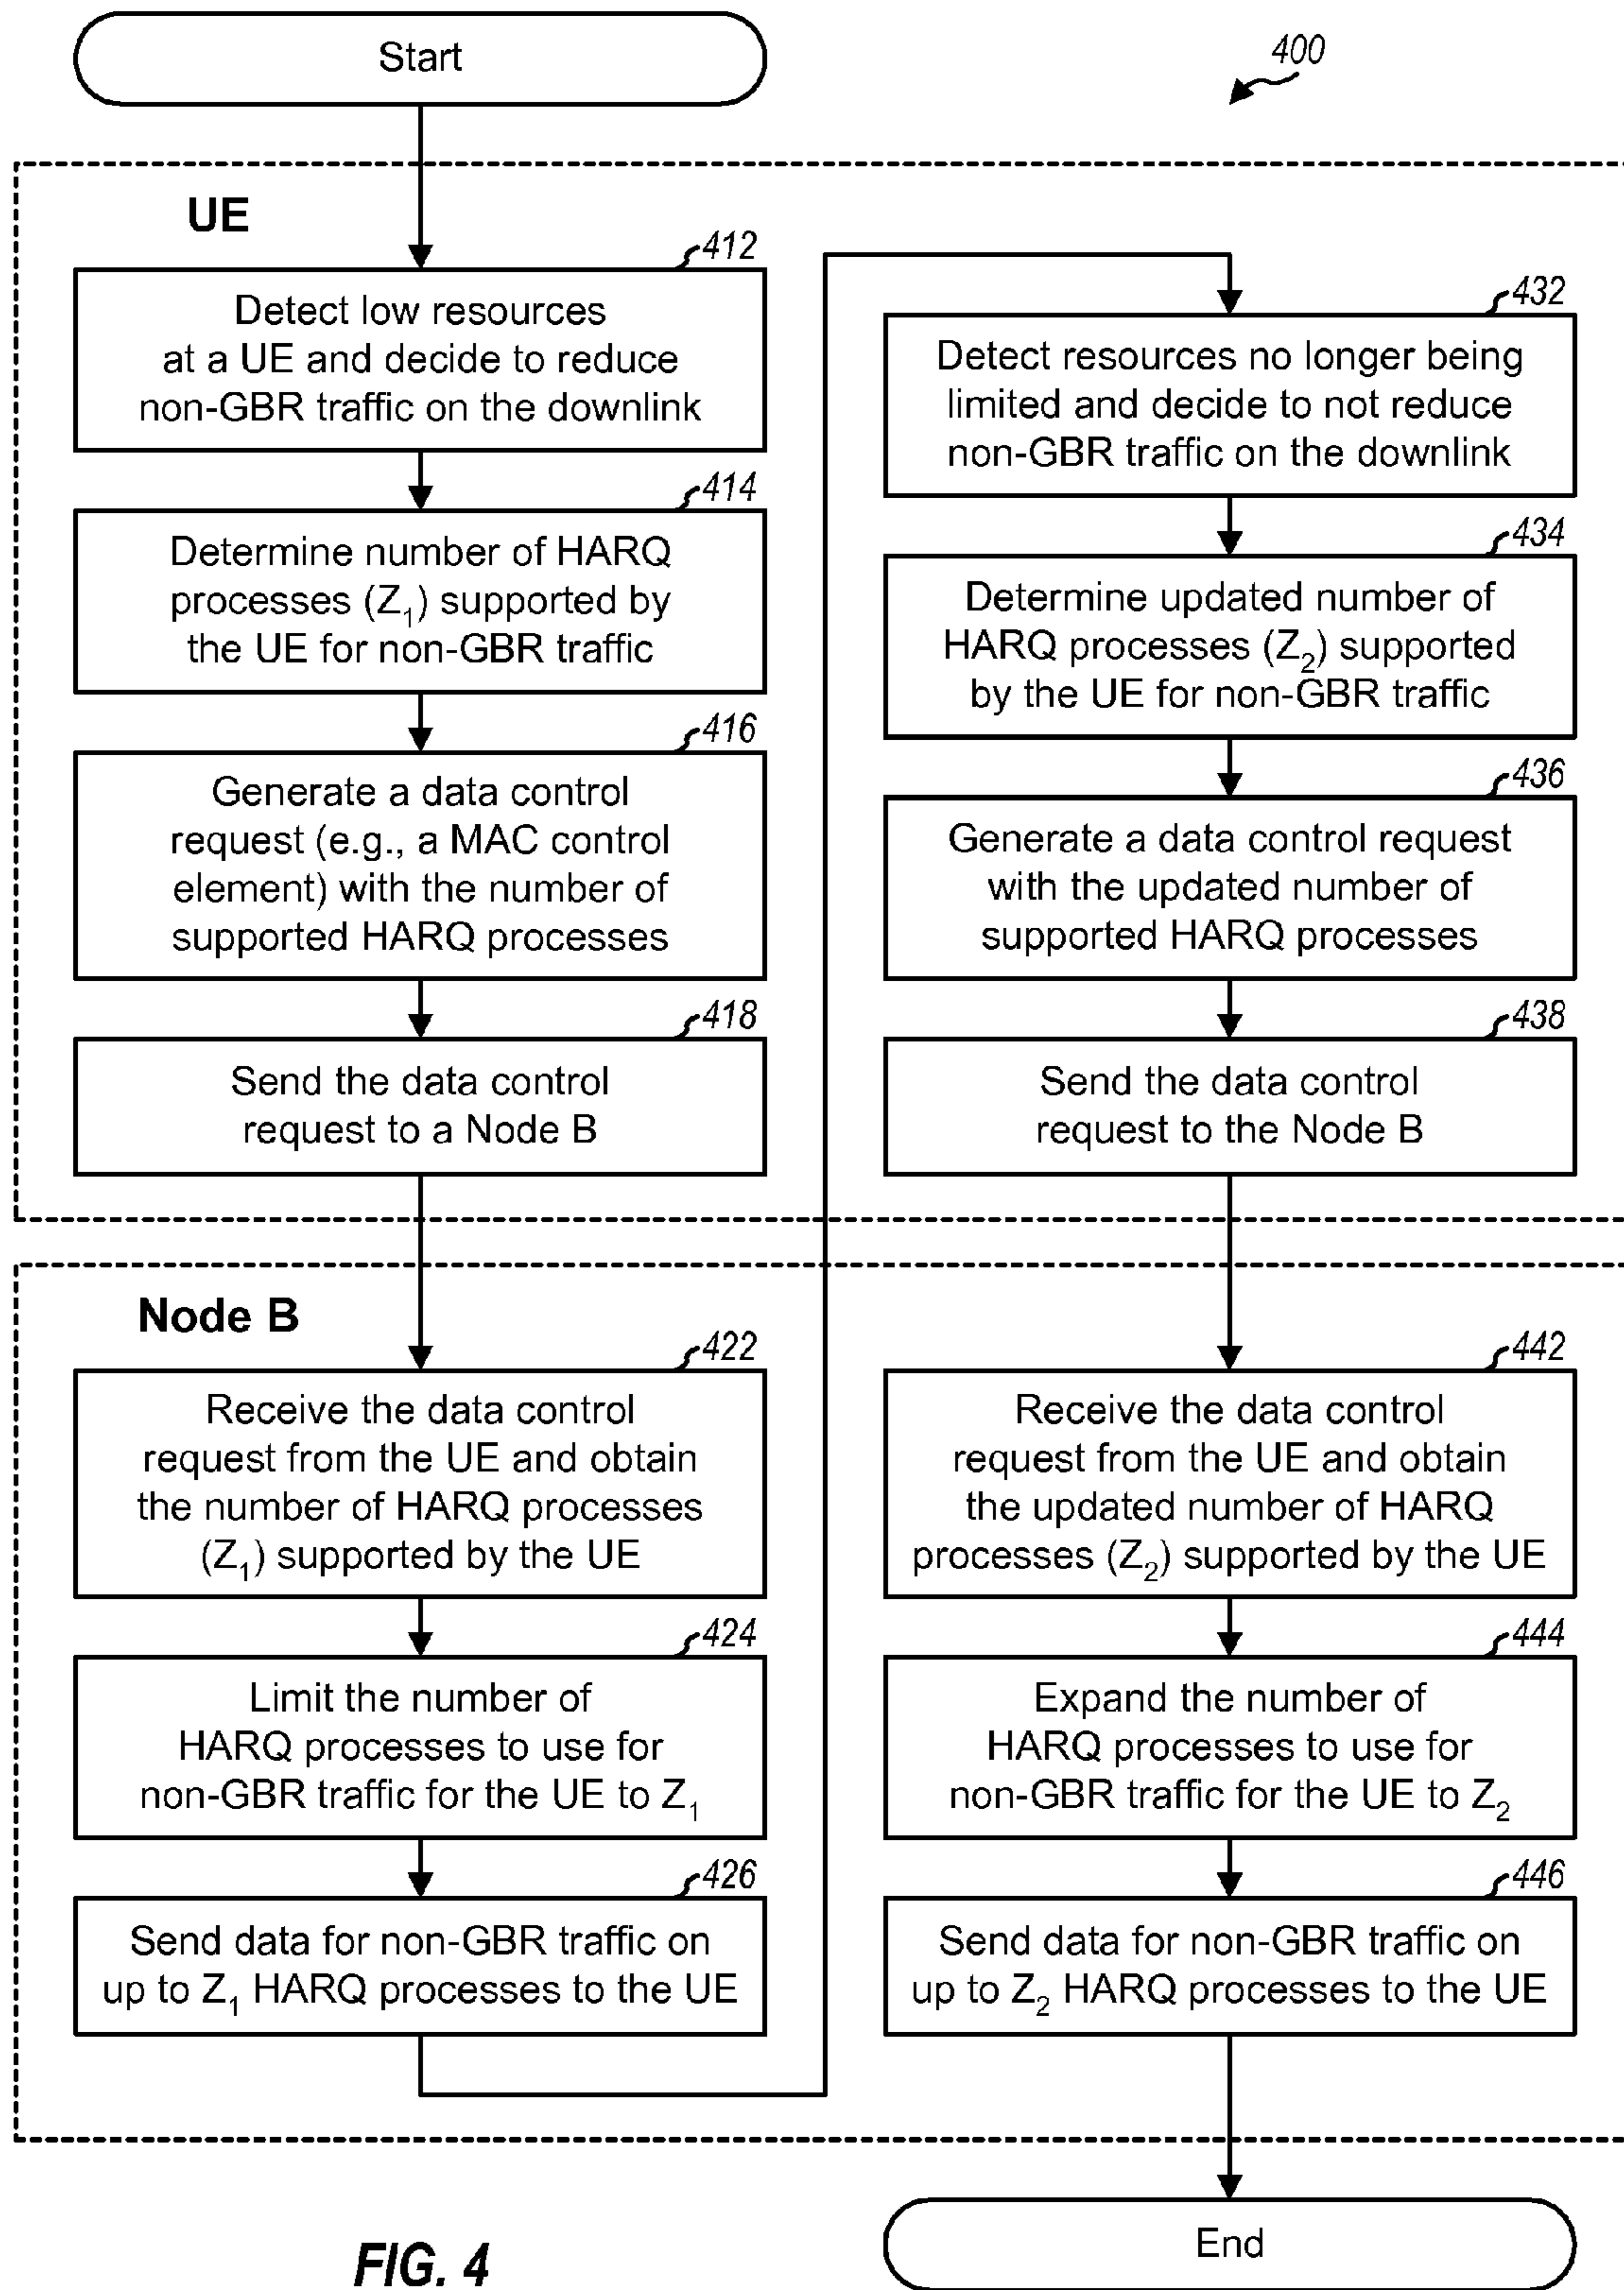 Start
400
UE
412
Detect low resources
at a UE and decide to reduce
non-GBR traffic on the downlink
414
Determine number of HARQ
processes (Z₁) supported by
the UE for non-GBR traffic
416
Generate a data control
request (e.g., a MAC control
element) with the number of
supported HARQ processes
418
Send the data control
request to a Node B
432
Detect resources no longer being
limited and decide to not reduce
non-GBR traffic on the downlink
434
Determine updated number of
HARQ processes (Z₂) supported
by the UE for non-GBR traffic
436
Generate a data control request
with the updated number of
supported HARQ processes
438
Send the data control
request to the Node B
Node B
422
Receive the data control
request from the UE and obtain
the number of HARQ processes
(Z₁) supported by the UE
424
Limit the number of
HARQ processes to use for
non-GBR traffic for the UE to Z₁
426
Send data for non-GBR traffic on
up to Z₁ HARQ processes to the UE
442
Receive the data control
request from the UE and obtain
the updated number of HARQ
processes (Z₂) supported by the UE
444
Expand the number of
HARQ processes to use for
non-GBR traffic for the UE to Z₂
446
Send data for non-GBR traffic on
up to Z₂ HARQ processes to the UE
End
FIG. 4